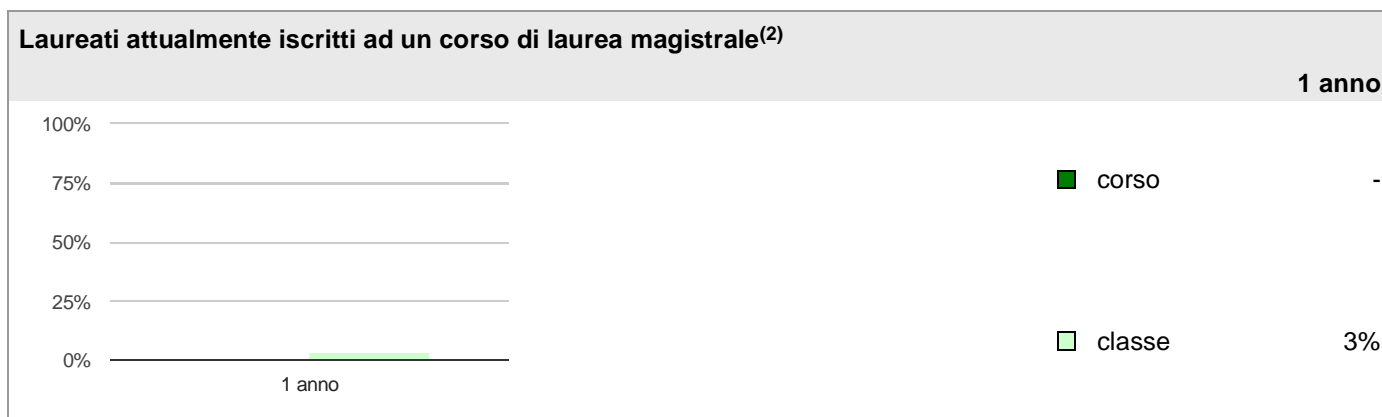 Laureati attualmente iscritti ad un corso di laurea magistrale(2)
1 anno
100%
75%
50%
25%
0%
1 anno
corso -
classe 3%